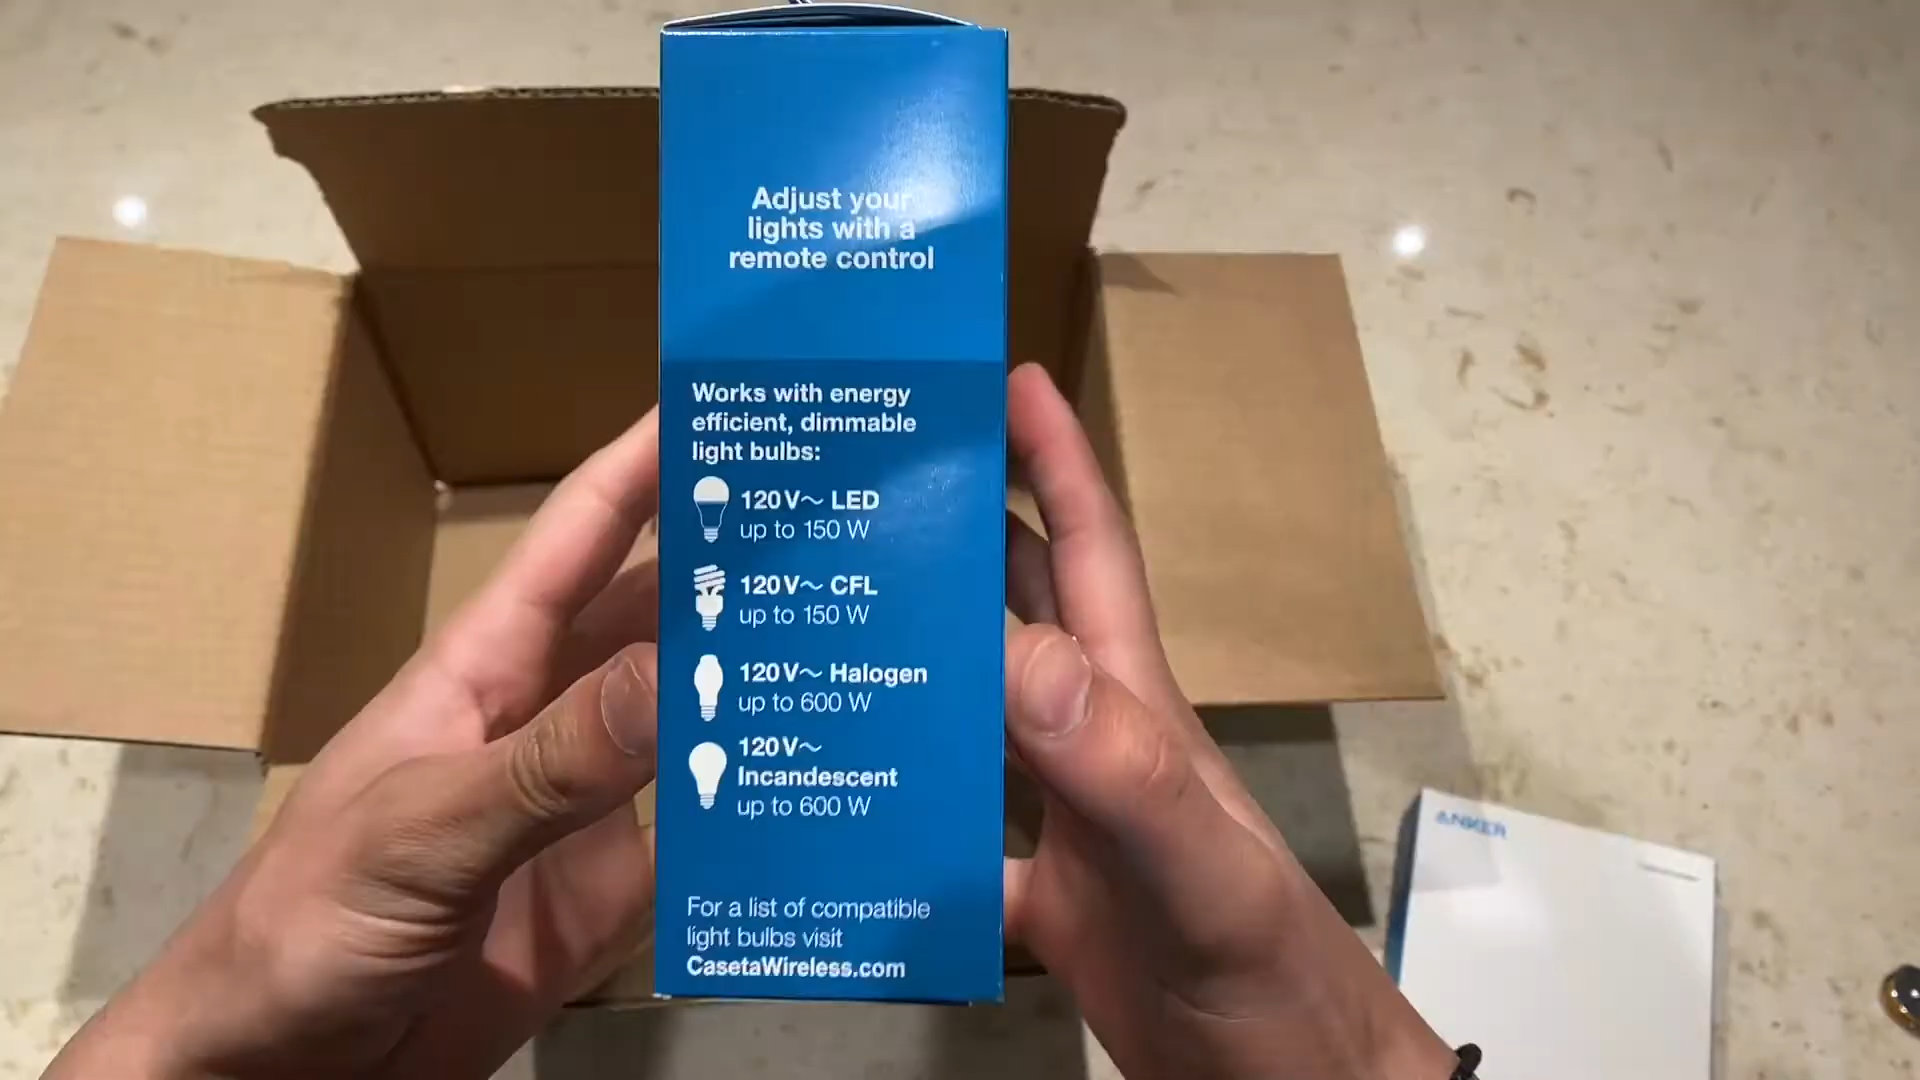 Adjust your
lights with a
remote control
Works with energy
efficient, dimmable
light bulbs:
120V~ LED
up to 150 W
120V~ CFL
up to 150 W
120V~ Halogen
up to 600 W
120V~
Incandescent
up to 600 W
For a list of compatible
light bulbs visit
CasetaWireless.com
ANKER